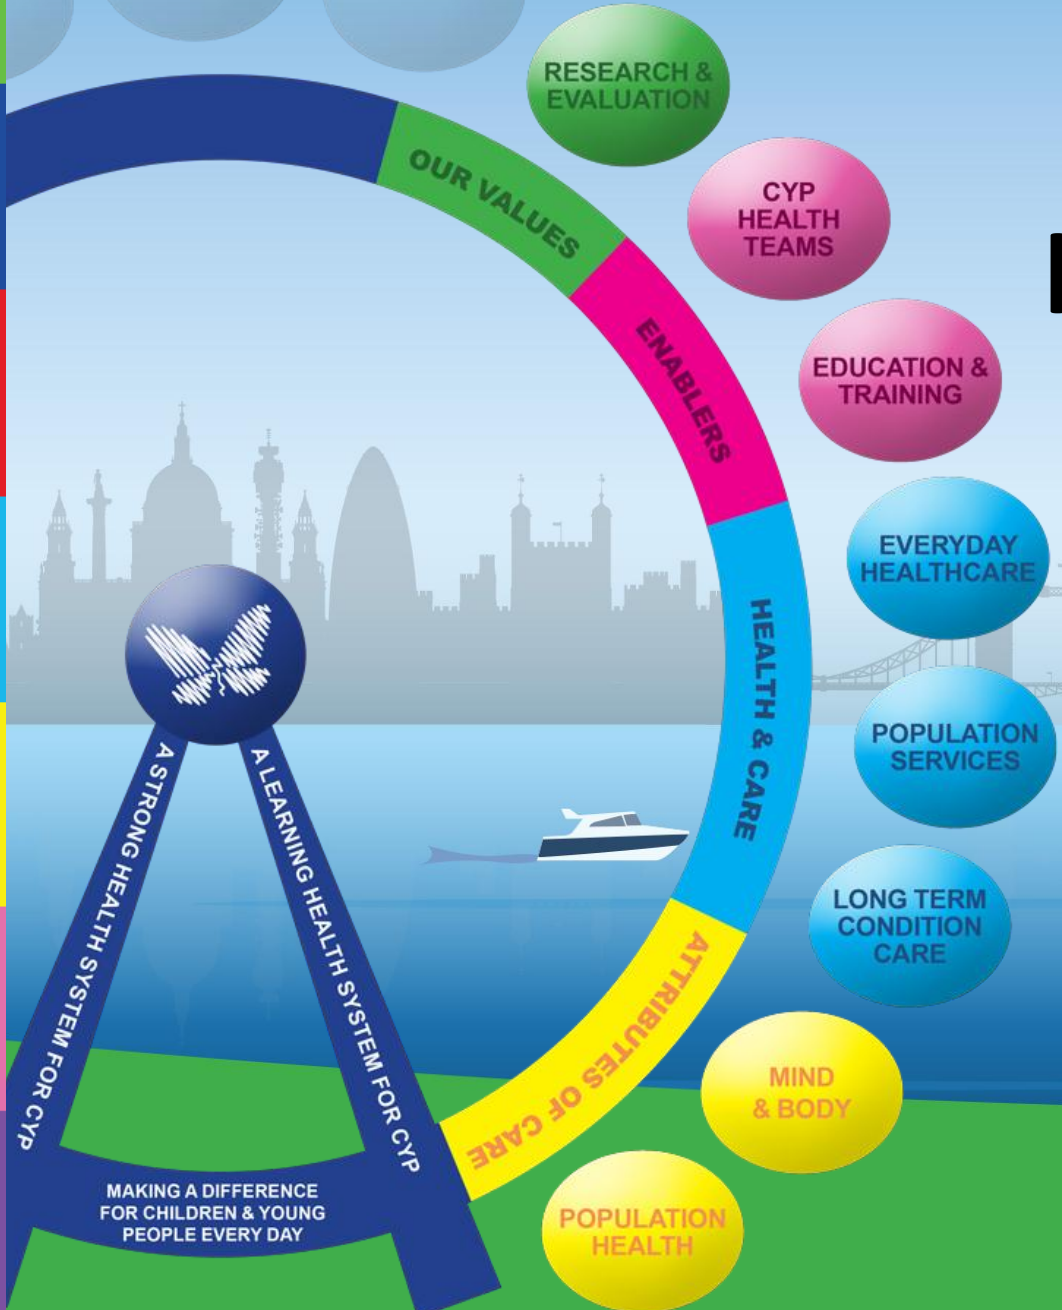 RESEARCH &
EVALUATION
OUR VALUES
CYP
HEALTH
TEAMS
ENABLERS
EDUCATION &
TRAINING
EVERYDAY
HEALTHCARE
HEALTH & CARE
POPULATION
SERVICES
LONG TERM
CONDITION
CARE
ATTRIBUTES OF CARE
MIND
& BODY
POPULATION
HEALTH
A STRONG HEALTH SYSTEM FOR CYP
A LEARNING HEALTH SYSTEM FOR CYP
MAKING A DIFFERENCE
FOR CHILDREN & YOUNG
PEOPLE EVERY DAY